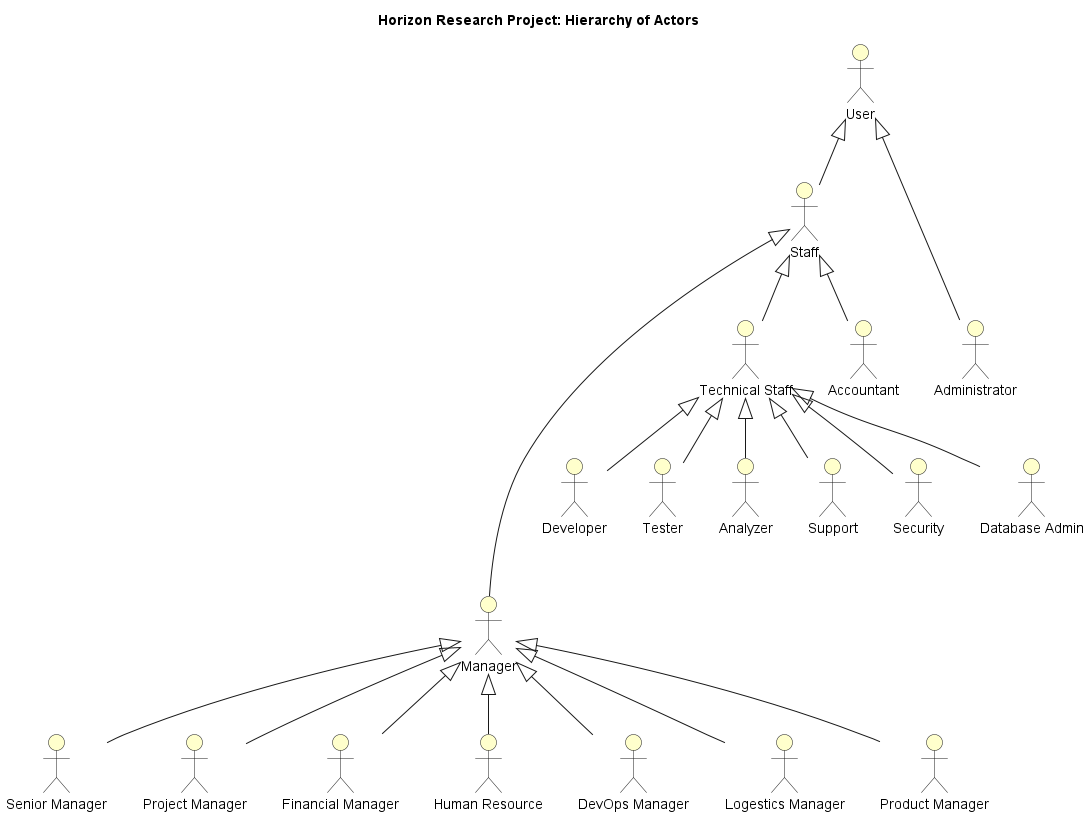 Horizon Research Project: Hierarchy of Actors
User
Staff
Technical Staff
Accountant
Administrator
Developer
Tester
Analyzer
Support
Security
Database Admin
Manager
Senior Manager
Project Manager
Financial Manager
Human Resource
DevOps Manager
Logestics Manager
Product Manager